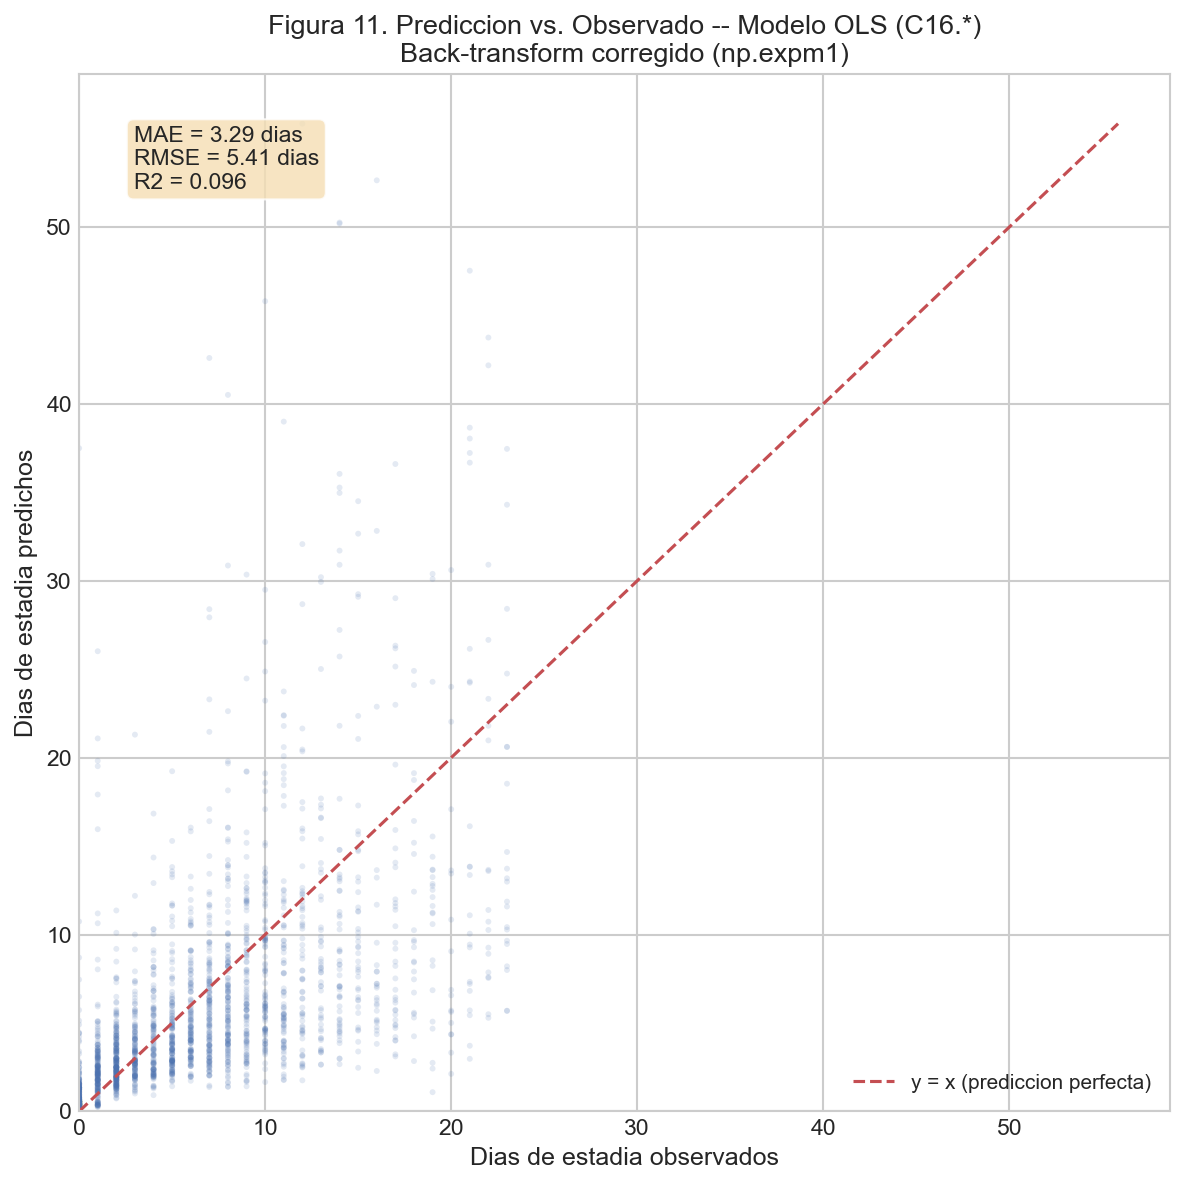 Figura 11. Prediccion vs. Observado -- Modelo OLS (C16.*)
Back-transform corregido (np.expm1)
MAE = 3.29 dias
RMSE = 5.41 dias
R2 = 0.096
Dias de estadia predichos
50
40
30
20
10
0
0 10 20 30 40 50
y = x (prediccion perfecta)
Dias de estadia observados